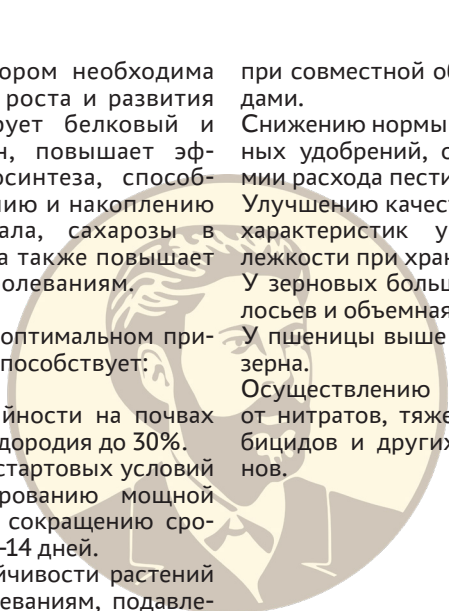 ором необходима
роста и развития
рует белковый и
н, повышает эф-
осинтеза, способ-
нию и накоплению
ала, сахарозы в
а также повышает
олеваниям.
оптимальном при-
пособствует:
йности на почвах
дородия до 30%.
стартовых условий
рованию мощной
сокращению сро-
-14 дней.
йчивости растений
еваниям, подавле-
при совместной об
дами.
Снижению нормы
ных удобрений, с
мии расхода пести
Улучшению качест
характеристик у
лежкости при хран
У зерновых больш
лосьев и объемная
У пшеницы выше
зерна.
Осуществлению
от нитратов, тяже
бицидов и других
нов.